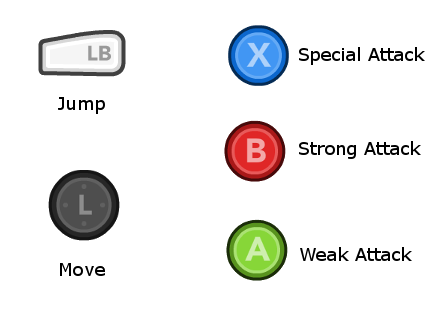 LB
Jump
L
Move
X Special Attack
B Strong Attack
A Weak Attack